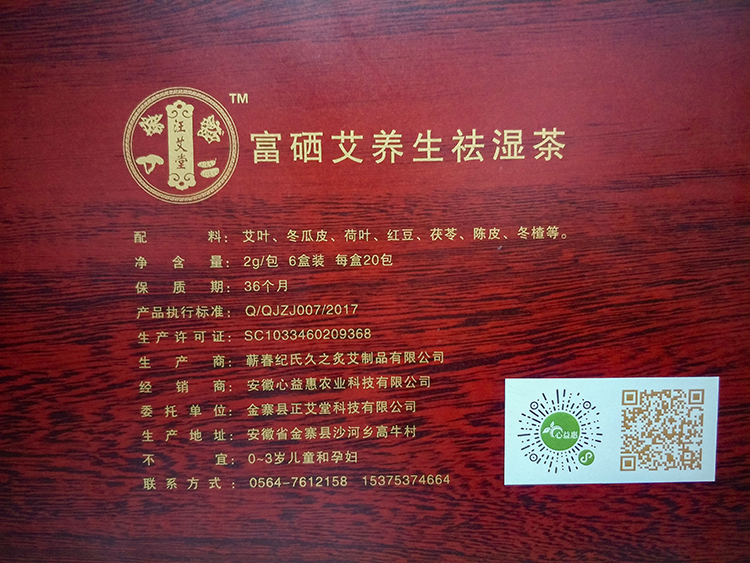 TM
汪艾堂
富硒艾养生祛湿茶
配 料：艾叶、冬瓜皮、荷叶、红豆、茯苓、陈皮、冬楂等。
净 含 量：2g/包 6盒装 每盒20包
保 质 期：36个月
产品执行标准：Q/QJZJ007/2017
生产许可证：SC1033460209368
生 产 商：蕲春纪氏久之炙艾制品有限公司
经 销 商：安徽心益惠农业科技有限公司
委托单位：金寨县正艾堂科技有限公司
生产地址：安徽省金寨县沙河乡高牛村
不 宜：0~3岁儿童和孕妇
联系方式：0564-7612158 15375374664
益惠